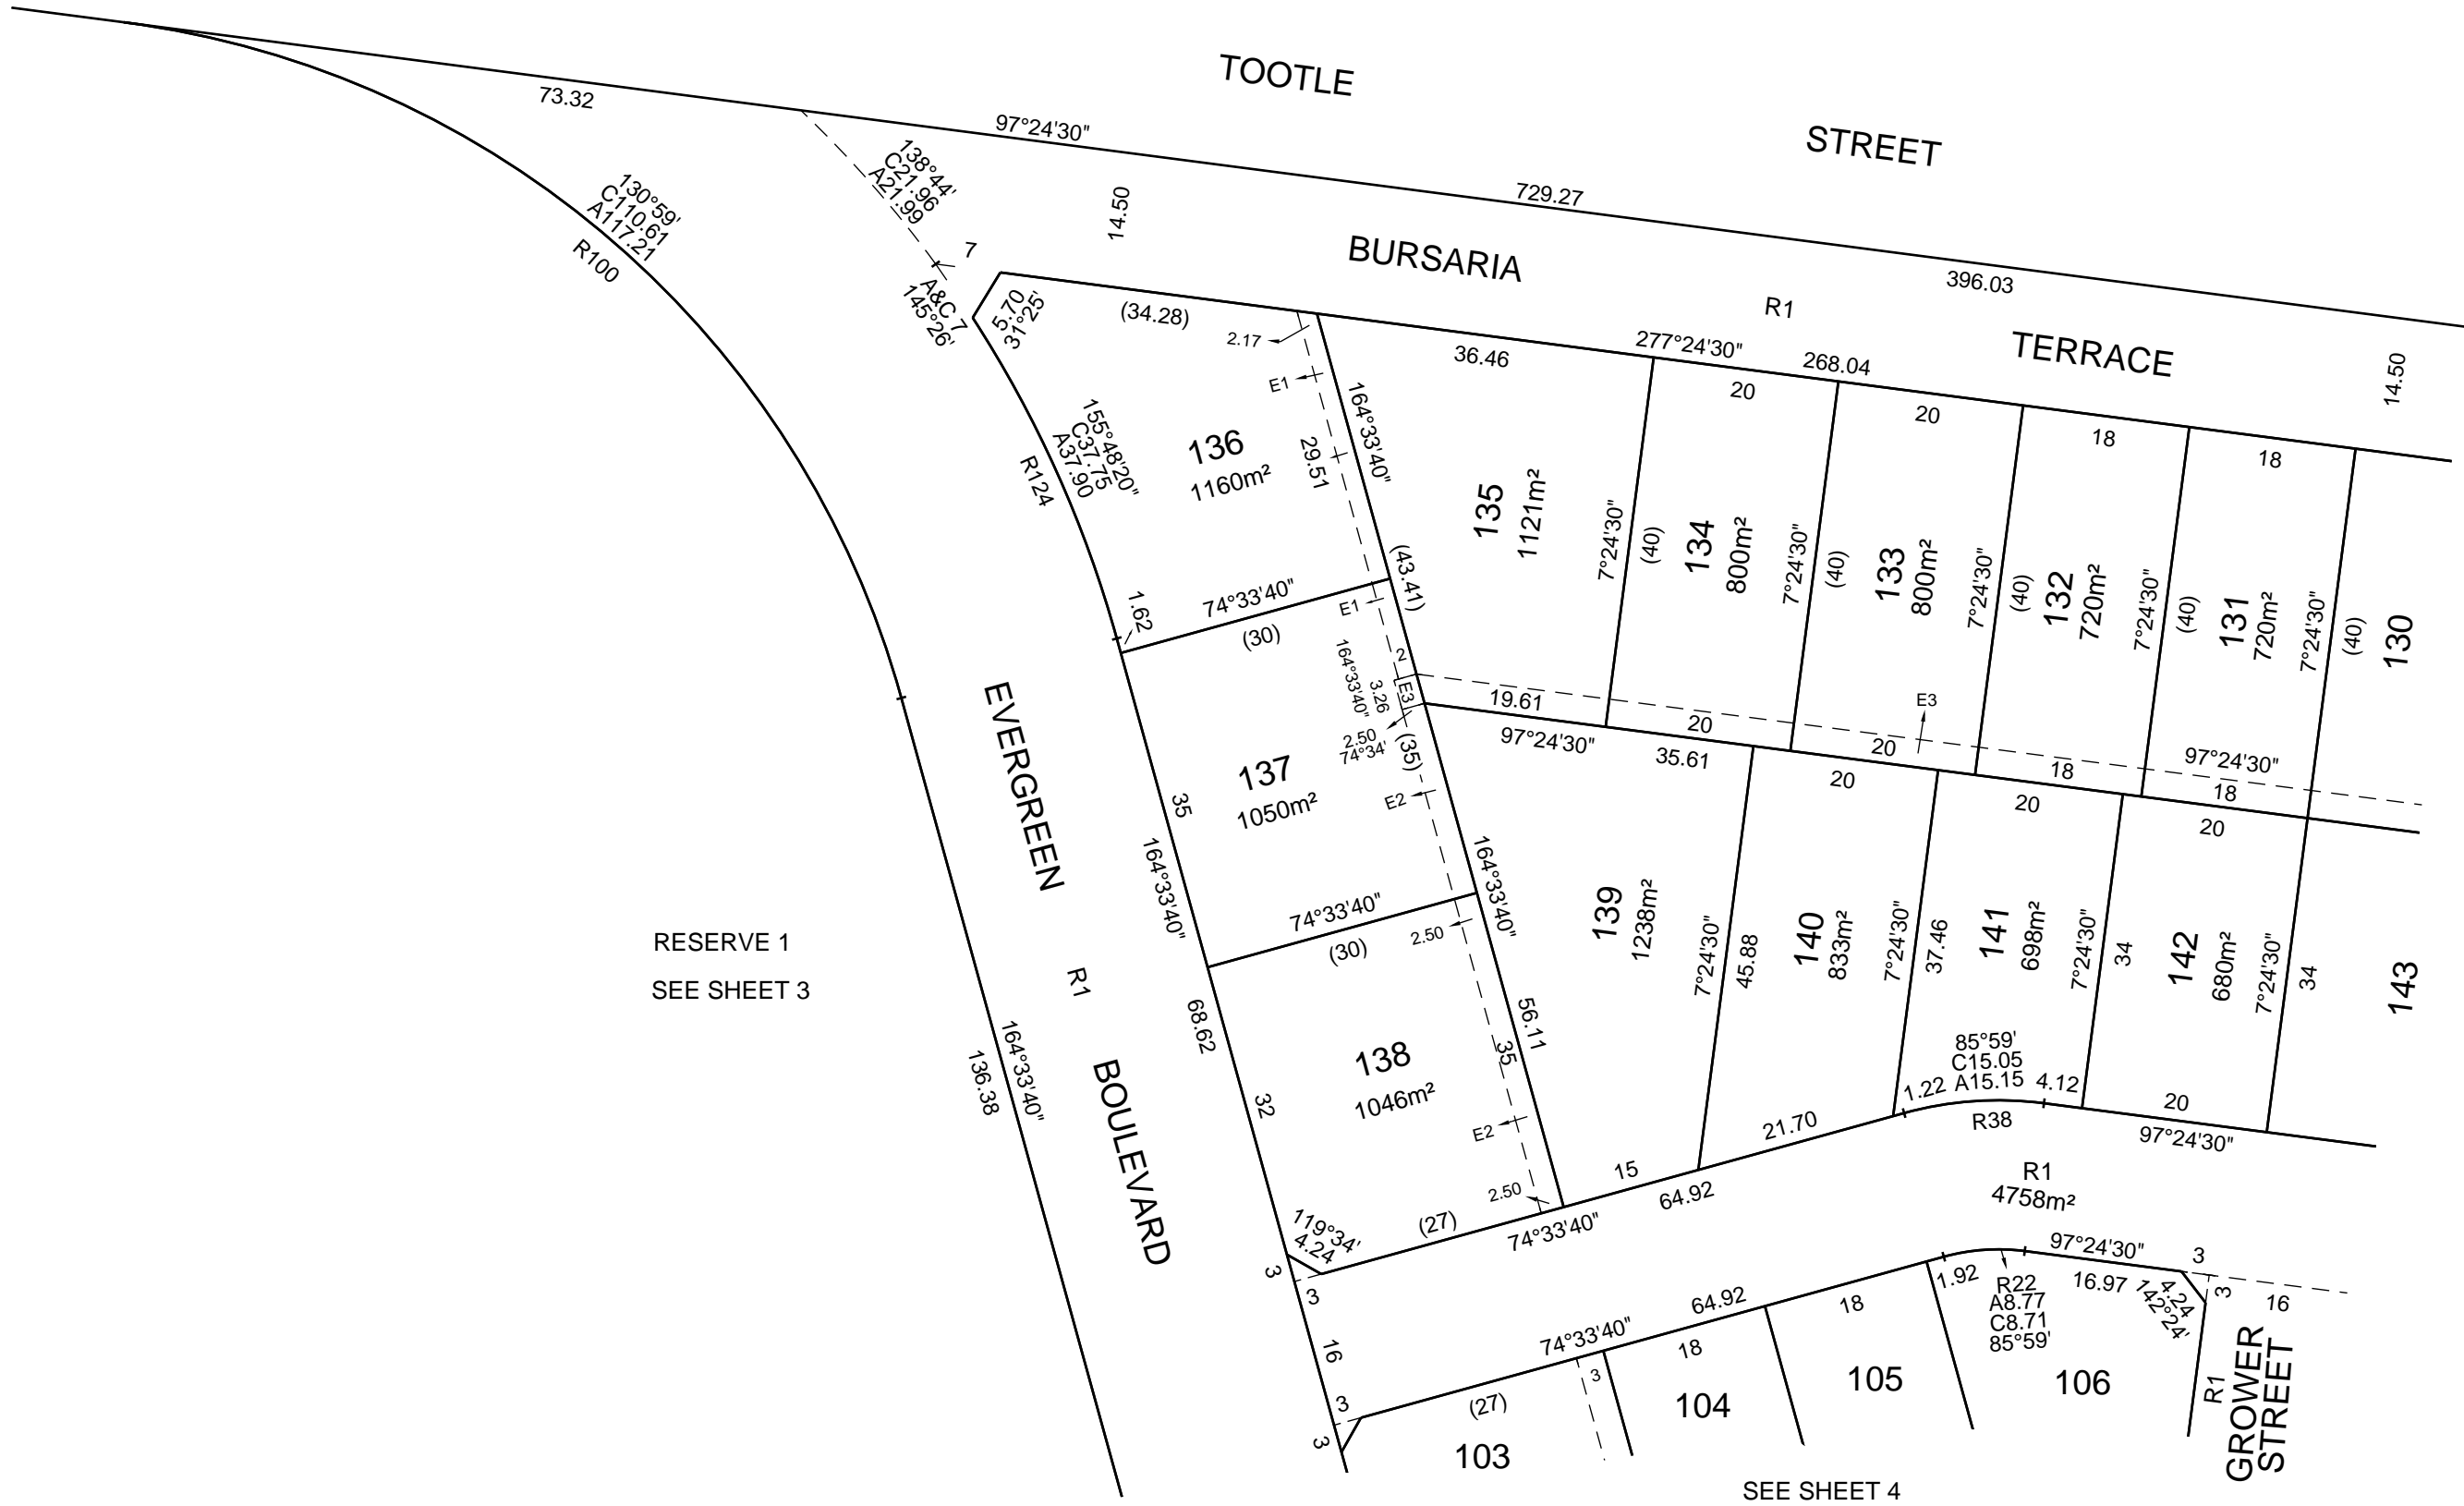 TOOTLE
STREET
73.32
97°24'30"
729.27
396.03
130°59'
C110.61
A117.21
R100
138°44'
C21.96
A21.99
14.50
7
A&C 7
145°26'
BURSARIA
R1
TERRACE
14.50
5.70
31°25'
(34.28)
2.17
E1
36.46
277°24'30"
268.04
20
20
18
18
155°48'20"
C37.75
A37.90
R124
136
1160m²
29.51
164°33'40"
(43.41)
135
1121m²
7°24'30"
(40)
134
800m²
7°24'30"
(40)
133
800m²
7°24'30"
(40)
132
720m²
7°24'30"
(40)
131
720m²
7°24'30"
(40)
130
1.62
74°33'40"
(30)
E1
2
164°33'40"
3.26
E3
2.50
74°34'
(35)
19.61
20
20
18
18
E3
97°24'30"
97°24'30"
35.61
20
20
20
EVERGREEN
R1
BOULEVARD
137
1050m²
35
164°33'40"
68.62
E2
74°33'40"
(30)
2.50
164°33'40"
56.11
139
1238m²
7°24'30"
45.88
140
833m²
7°24'30"
37.46
141
698m²
7°24'30"
34
142
680m²
7°24'30"
34
143
RESERVE 1
SEE SHEET 3
164°33'40"
136.38
138
1046m²
32
35
E2
2.50
119°34'
4.24
(27)
74°33'40"
15
64.92
21.70
1.22
85°59'
C15.05
A15.15
4.12
R38
20
97°24'30"
R1
4758m²
3
3
16
3
3
74°33'40"
64.92
(27)
3
18
18
1.92
R22
A8.77
C8.71
85°59'
97°24'30"
16.97
3
3
4.24
142°24'
16
103
104
105
106
R1
GROWER
STREET
SEE SHEET 4